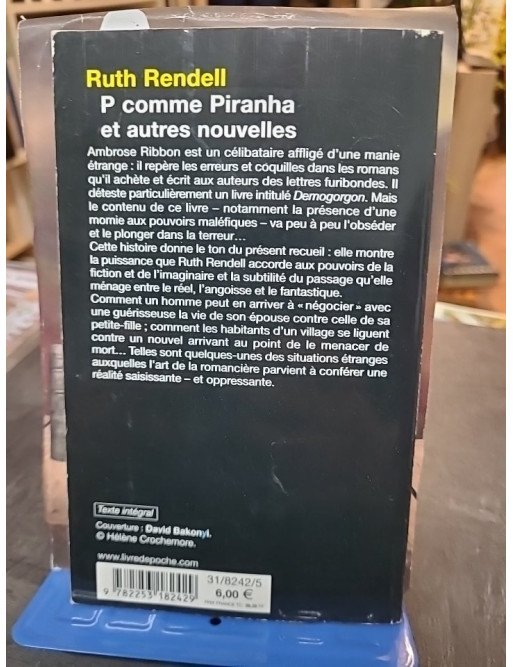 Ruth Rendell
P comme Piranha
et autres nouvelles
Ambrose Ribbon est un célibataire affligé d'une manie
étrange : il repère les erreurs et coquilles dans les romans
qu'il achète et écrit aux auteurs des lettres furibondes. Il
déteste particulièrement un livre intitulé Demogorgon. Mais
le contenu de ce livre – notamment la présence d'une
momie aux pouvoirs maléfiques – va peu à peu l'obséder
et le plonger dans la terreur...
Cette histoire donne le ton du présent recueil : elle montre
la puissance que Ruth Rendell accorde aux pouvoirs de la
fiction et de l'imaginaire et la subtilité du passage qu'elle
ménage entre le réel, l'angoisse et le fantastique.
Comment un homme peut en arriver à « négocier » avec
une guérisseuse la vie de son épouse contre celle de sa
petite-fille ; comment les habitants d'un village se liguent
contre un nouvel arrivant au point de le menacer de
mort... Telles sont quelques-unes des situations étranges
auxquelles l'art de la romancière parvient à conférer une
réalité saisissante – et oppressante.
Texte intégral
Couverture : David Bakonyi.
© Hélène Crochemore.
www.livredepoche.com
31/8242/5
6,00 €
9 782253 182429